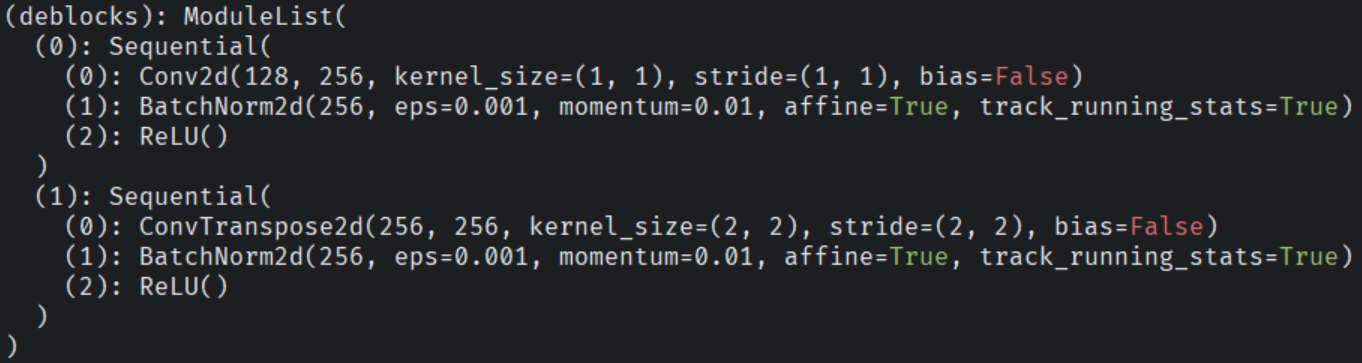 (deblocks): ModuleList(
  (0): Sequential(
    (0): Conv2d(128, 256, kernel_size=(1, 1), stride=(1, 1), bias=False)
    (1): BatchNorm2d(256, eps=0.001, momentum=0.01, affine=True, track_running_stats=True)
    (2): ReLU()
  )
  (1): Sequential(
    (0): ConvTranspose2d(256, 256, kernel_size=(2, 2), stride=(2, 2), bias=False)
    (1): BatchNorm2d(256, eps=0.001, momentum=0.01, affine=True, track_running_stats=True)
    (2): ReLU()
  )
)